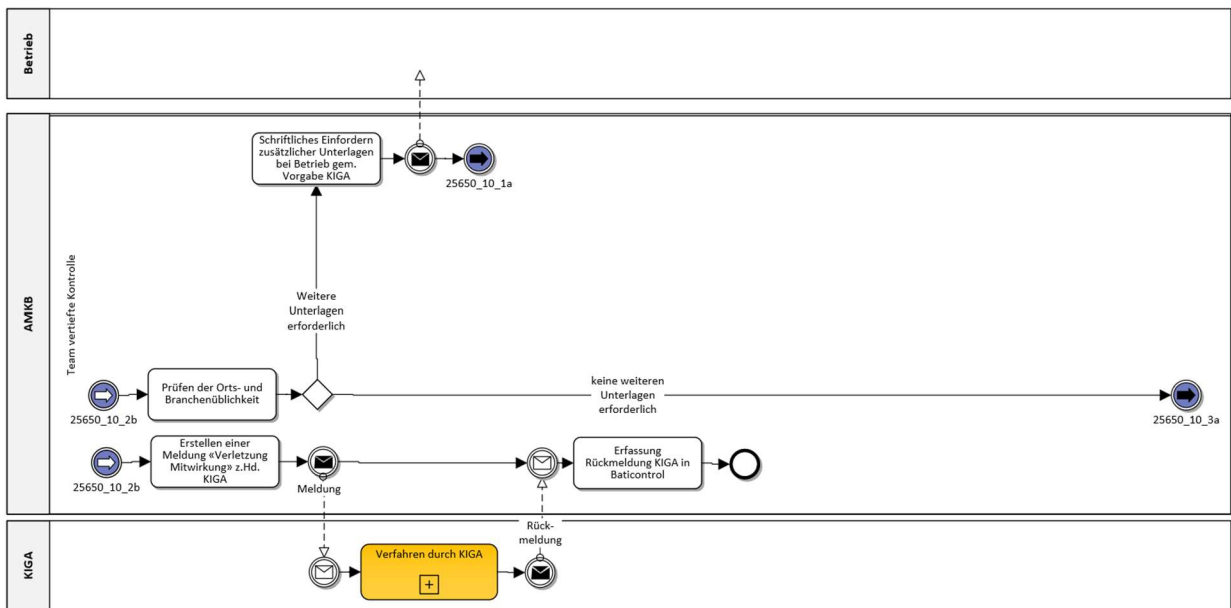 Betrieb
AMKB
Team vertiefte Kontrolle
Schriftliches Einfordern
zusätzlicher Unterlagen
bei Betrieb gem.
Vorgabe KIGA
25650_10_1a
Weitere
Unterlagen
erforderlich
25650_10_2b
Prüfen der Orts- und
Branchenüblichkeit
keine weiteren
Unterlagen
erforderlich
25650_10_3a
25650_10_2b
Erstellen einer
Meldung «Verletzung
Mitwirkung» z.Hd.
KIGA
Meldung
Erfassung
Rückmeldung KIGA in
Baticontrol
Rück-
meldung
KIGA
Verfahren durch KIGA